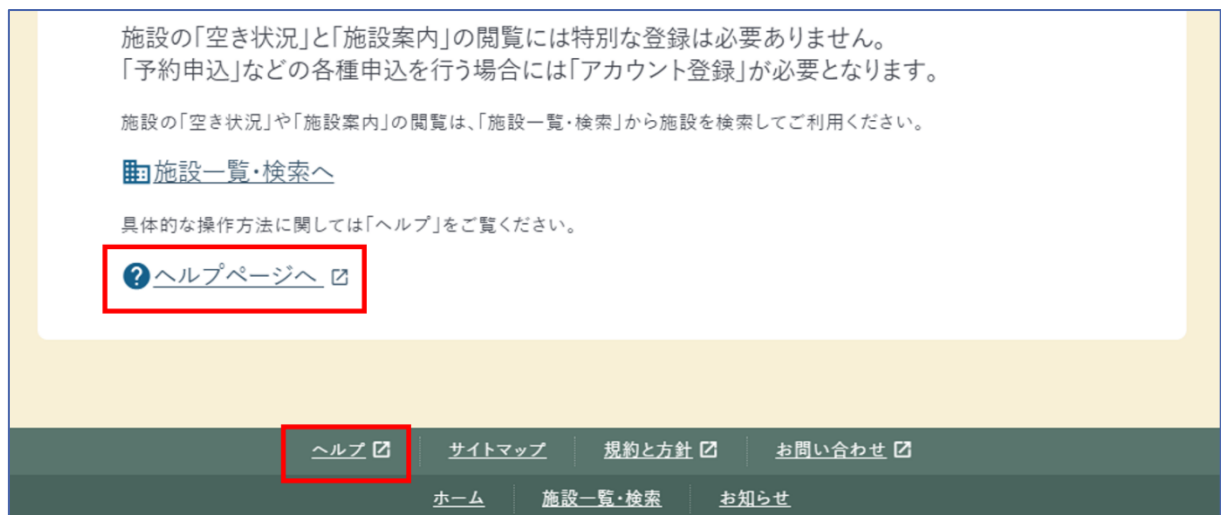 施設の「空き状況」と「施設案内」の閲覧には特別な登録は必要ありません。
「予約申込」などの各種申込を行う場合には「アカウント登録」が必要となります。
施設の「空き状況」や「施設案内」の閲覧は、「施設一覧・検索」から施設を検索してご利用ください。
施設一覧・検索へ
具体的な操作方法に関しては「ヘルプ」をご覧ください。
ヘルプページへ
ヘルプ サイトマップ 規約と方針 お問い合わせ
ホーム 施設一覧・検索 お知らせ